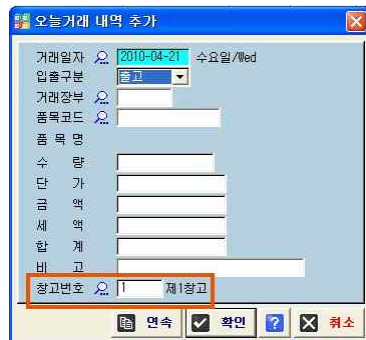 오늘거래 내역 추가
거래일자 2010-04-21 수요일/Wed
입출구분 출고
거래장부
품목코드
품 목 명
수 량
단 가
금 액
세 액
합 계
비 고
창고번호 1 제1창고
연속 확인 ? 취소